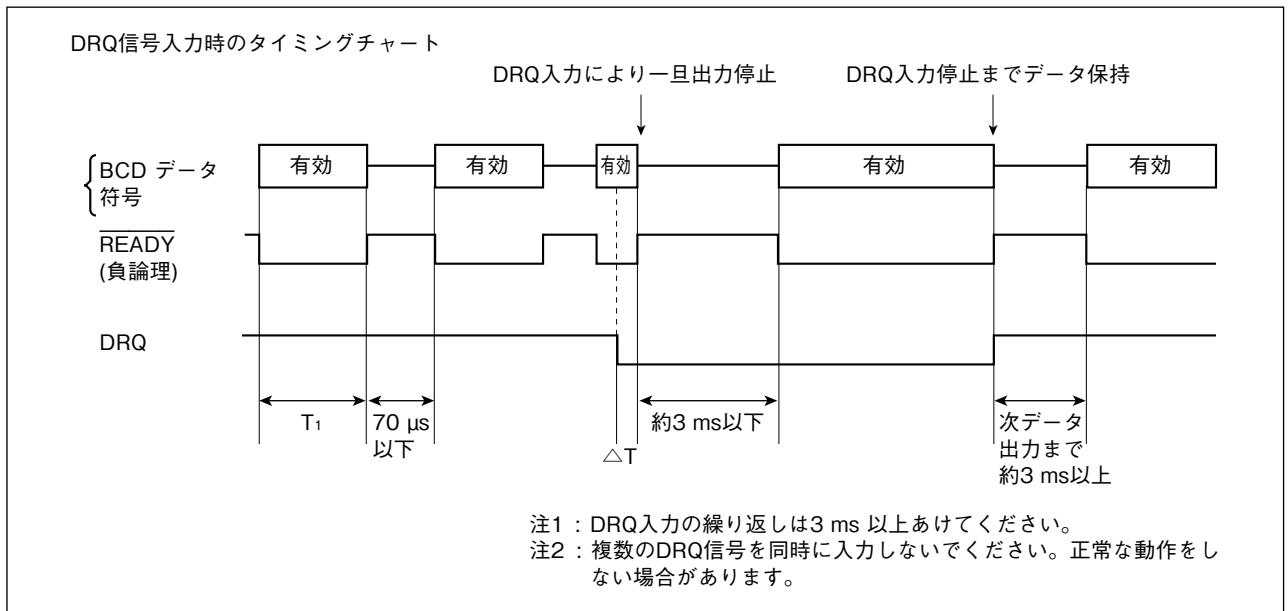 DRQ信号入力時のタイミングチャート
DRQ入力により一旦出力停止
DRQ入力停止までデータ保持
BCD データ
符号
有効
有効
有効
有効
有効
READY
(負論理)
DRQ
T1
70 μs
以下
△T
約3 ms以下
次データ
出力まで
約3 ms以上
注1 : DRQ入力の繰り返しは3 ms 以上あけてください。
注2 : 複数のDRQ信号を同時に入力しないでください。正常な動作をし
ない場合があります。